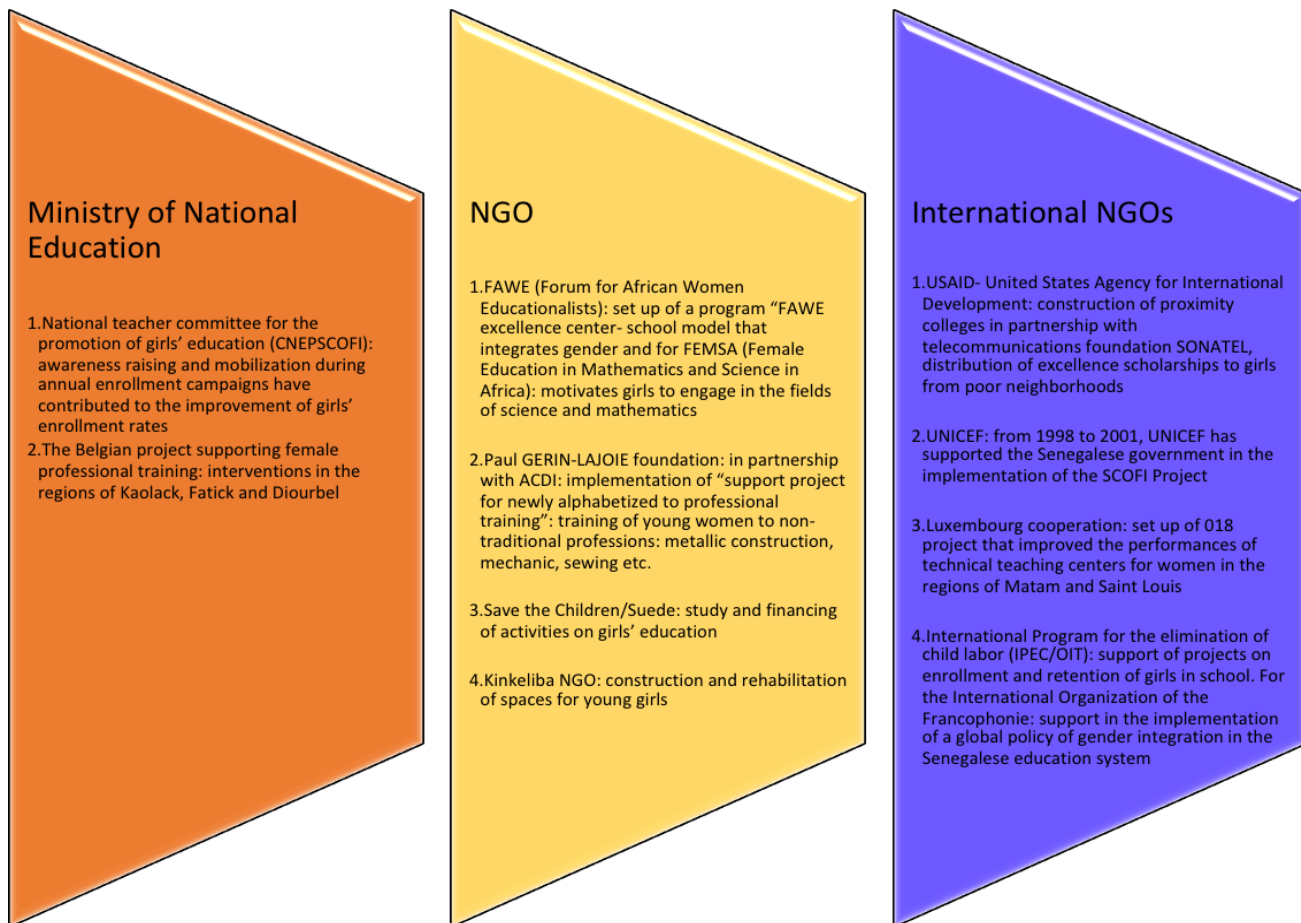 Ministry of National
Education
1.National teacher committee for the
promotion of girls’ education (CNEPSCOFI):
awareness raising and mobilization during
annual enrollment campaigns have
contributed to the improvement of girls’
enrollment rates
2.The Belgian project supporting female
professional training: interventions in the
regions of Kaolack, Fatick and Diourbel
NGO
1.FAWE (Forum for African Women
Educationalists): set up of a program “FAWE
excellence center- school model that
integrates gender and for FEMSA (Female
Education in Mathematics and Science in
Africa): motivates girls to engage in the fields
of science and mathematics
2.Paul GERIN-LAJOIE foundation: in partnership
with ACDI: implementation of “support project
for newly alphabetized to professional
training”: training of young women to non-
traditional professions: metallic construction,
mechanic, sewing etc.
3.Save the Children/Suede: study and financing
of activities on girls’ education
4.Kinkeliba NGO: construction and rehabilitation
of spaces for young girls
International NGOs
1.USAID- United States Agency for International
Development: construction of proximity
colleges in partnership with
telecommunications foundation SONATEL,
distribution of excellence scholarships to girls
from poor neighborhoods
2.UNICEF: from 1998 to 2001, UNICEF has
supported the Senegalese government in the
implementation of the SCOFI Project
3.Luxembourg cooperation: set up of 018
project that improved the performances of
technical teaching centers for women in the
regions of Matam and Saint Louis
4.International Program for the elimination of
child labor (IPEC/OIT): support of projects on
enrollment and retention of girls in school. For
the International Organization of the
Francophonie: support in the implementation
of a global policy of gender integration in the
Senegalese education system